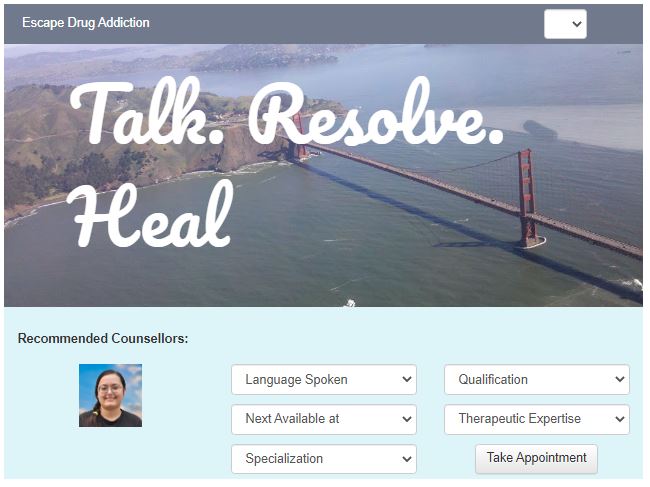 Escape Drug Addiction
Talk. Resolve.
Heal
Recommended Counsellors:
Language Spoken
Qualification
Next Available at
Therapeutic Expertise
Specialization
Take Appointment